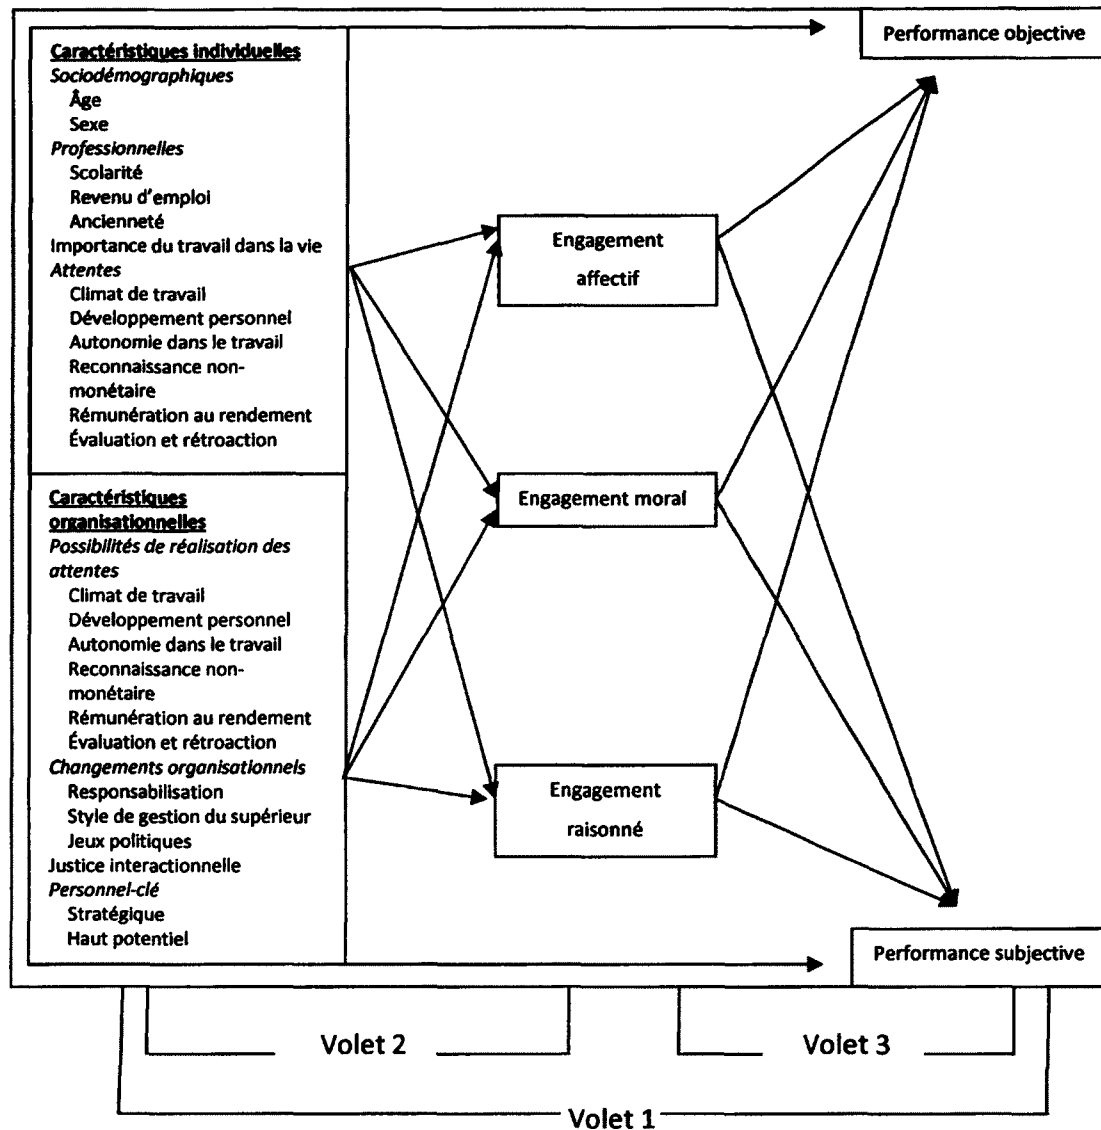 Performance objective
Caractéristiques individuelles
Sociodémographiques
Âge
Sexe
Professionnelles
Scolarité
Revenu d'emploi
Ancienneté
Importance du travail dans la vie
Attentes
Climat de travail
Développement personnel
Autonomie dans le travail
Reconnaissance non-
monétaire
Rémunération au rendement
Évaluation et rétroaction
Caractéristiques
organisationnelles
Possibilités de réalisation des
attentes
Climat de travail
Développement personnel
Autonomie dans le travail
Reconnaissance non-
monétaire
Rémunération au rendement
Évaluation et rétroaction
Changements organisationnels
Responsabilisation
Style de gestion du supérieur
Jeux politiques
Justice interactionnelle
Personnel-clé
Stratégique
Haut potentiel
Engagement
affectif
Engagement moral
Engagement
raisonné
Performance subjective
Volet 2
Volet 3
Volet 1